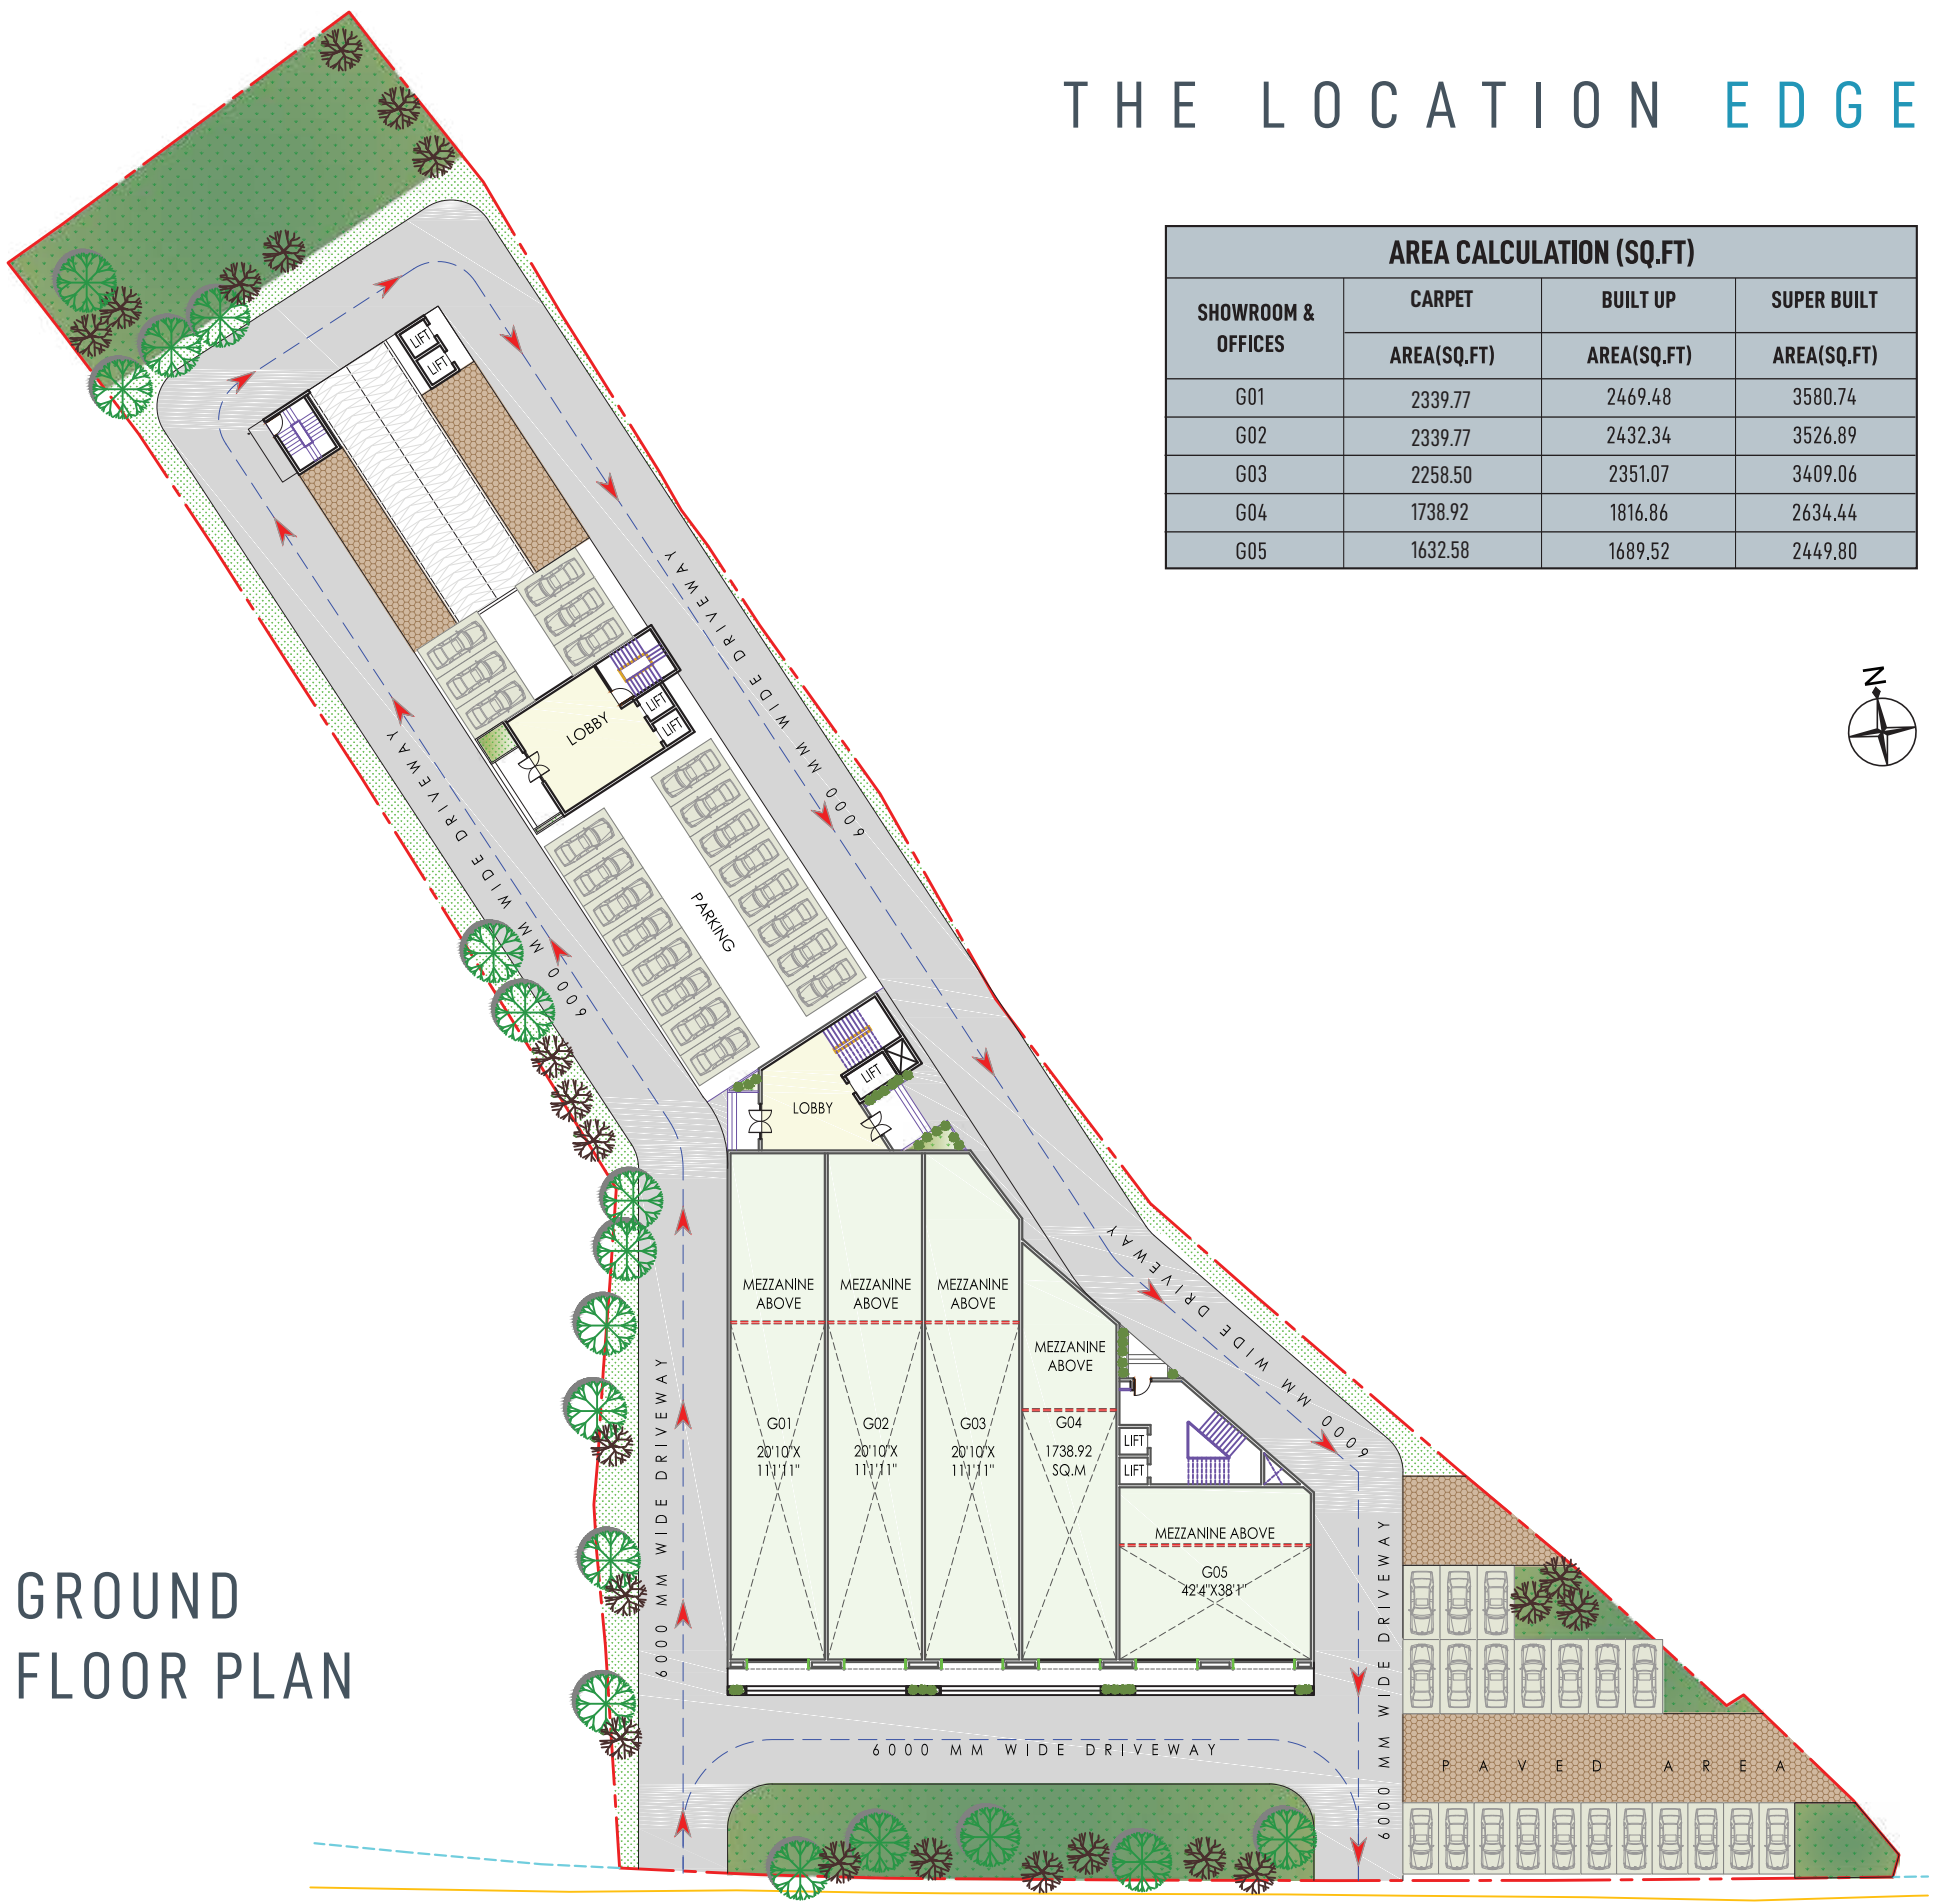 THE LOCATION EDGE
AREA CALCULATION (SQ.FT)
SHOWROOM & OFFICES CARPET BUILT UP SUPER BUILT
AREA(SQ.FT) AREA(SQ.FT) AREA(SQ.FT)
G01 2339.77 2469.48 3580.74
G02 2339.77 2432.34 3526.89
G03 2258.50 2351.07 3409.06
G04 1738.92 1816.86 2634.44
G05 1632.58 1689.52 2449.80
N
LIFT
LIFT
6000 MM WIDE DRIVEWAY
LOBBY
LIFT
LIFT
6000 MM WIDE DRIVEWAY
PARKING
LIFT
LOBBY
6000 MM WIDE DRIVEWAY
MEZZANINE
ABOVE
MEZZANINE
ABOVE
MEZZANINE
ABOVE
MEZZANINE
ABOVE
G01
20'10"X
111'11"
G02
20'10"X
111'11"
G03
20'10"X
111'11"
G04
1738.92
SQ.M
LIFT
LIFT
MEZZANINE ABOVE
G05
42'4"X38'1"
6000 MM WIDE DRIVEWAY
6000 MM WIDE DRIVEWAY
6000 MM WIDE DRIVEWAY
PAVED AREA
GROUND
FLOOR PLAN